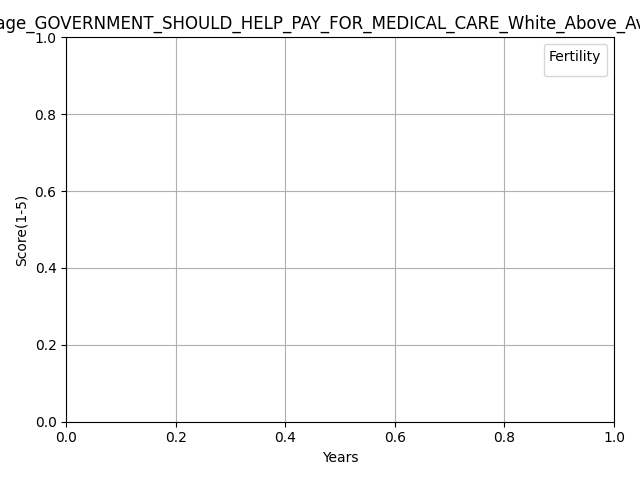 age_GOVERNMENT_SHOULD_HELP_PAY_FOR_MEDICAL_CARE_White_Above_Av
1.0
Fertility
0.8
0.6
Score(1-5)
0.4
0.2
0.0
0.0 0.2 0.4 0.6 0.8 1.0
Years